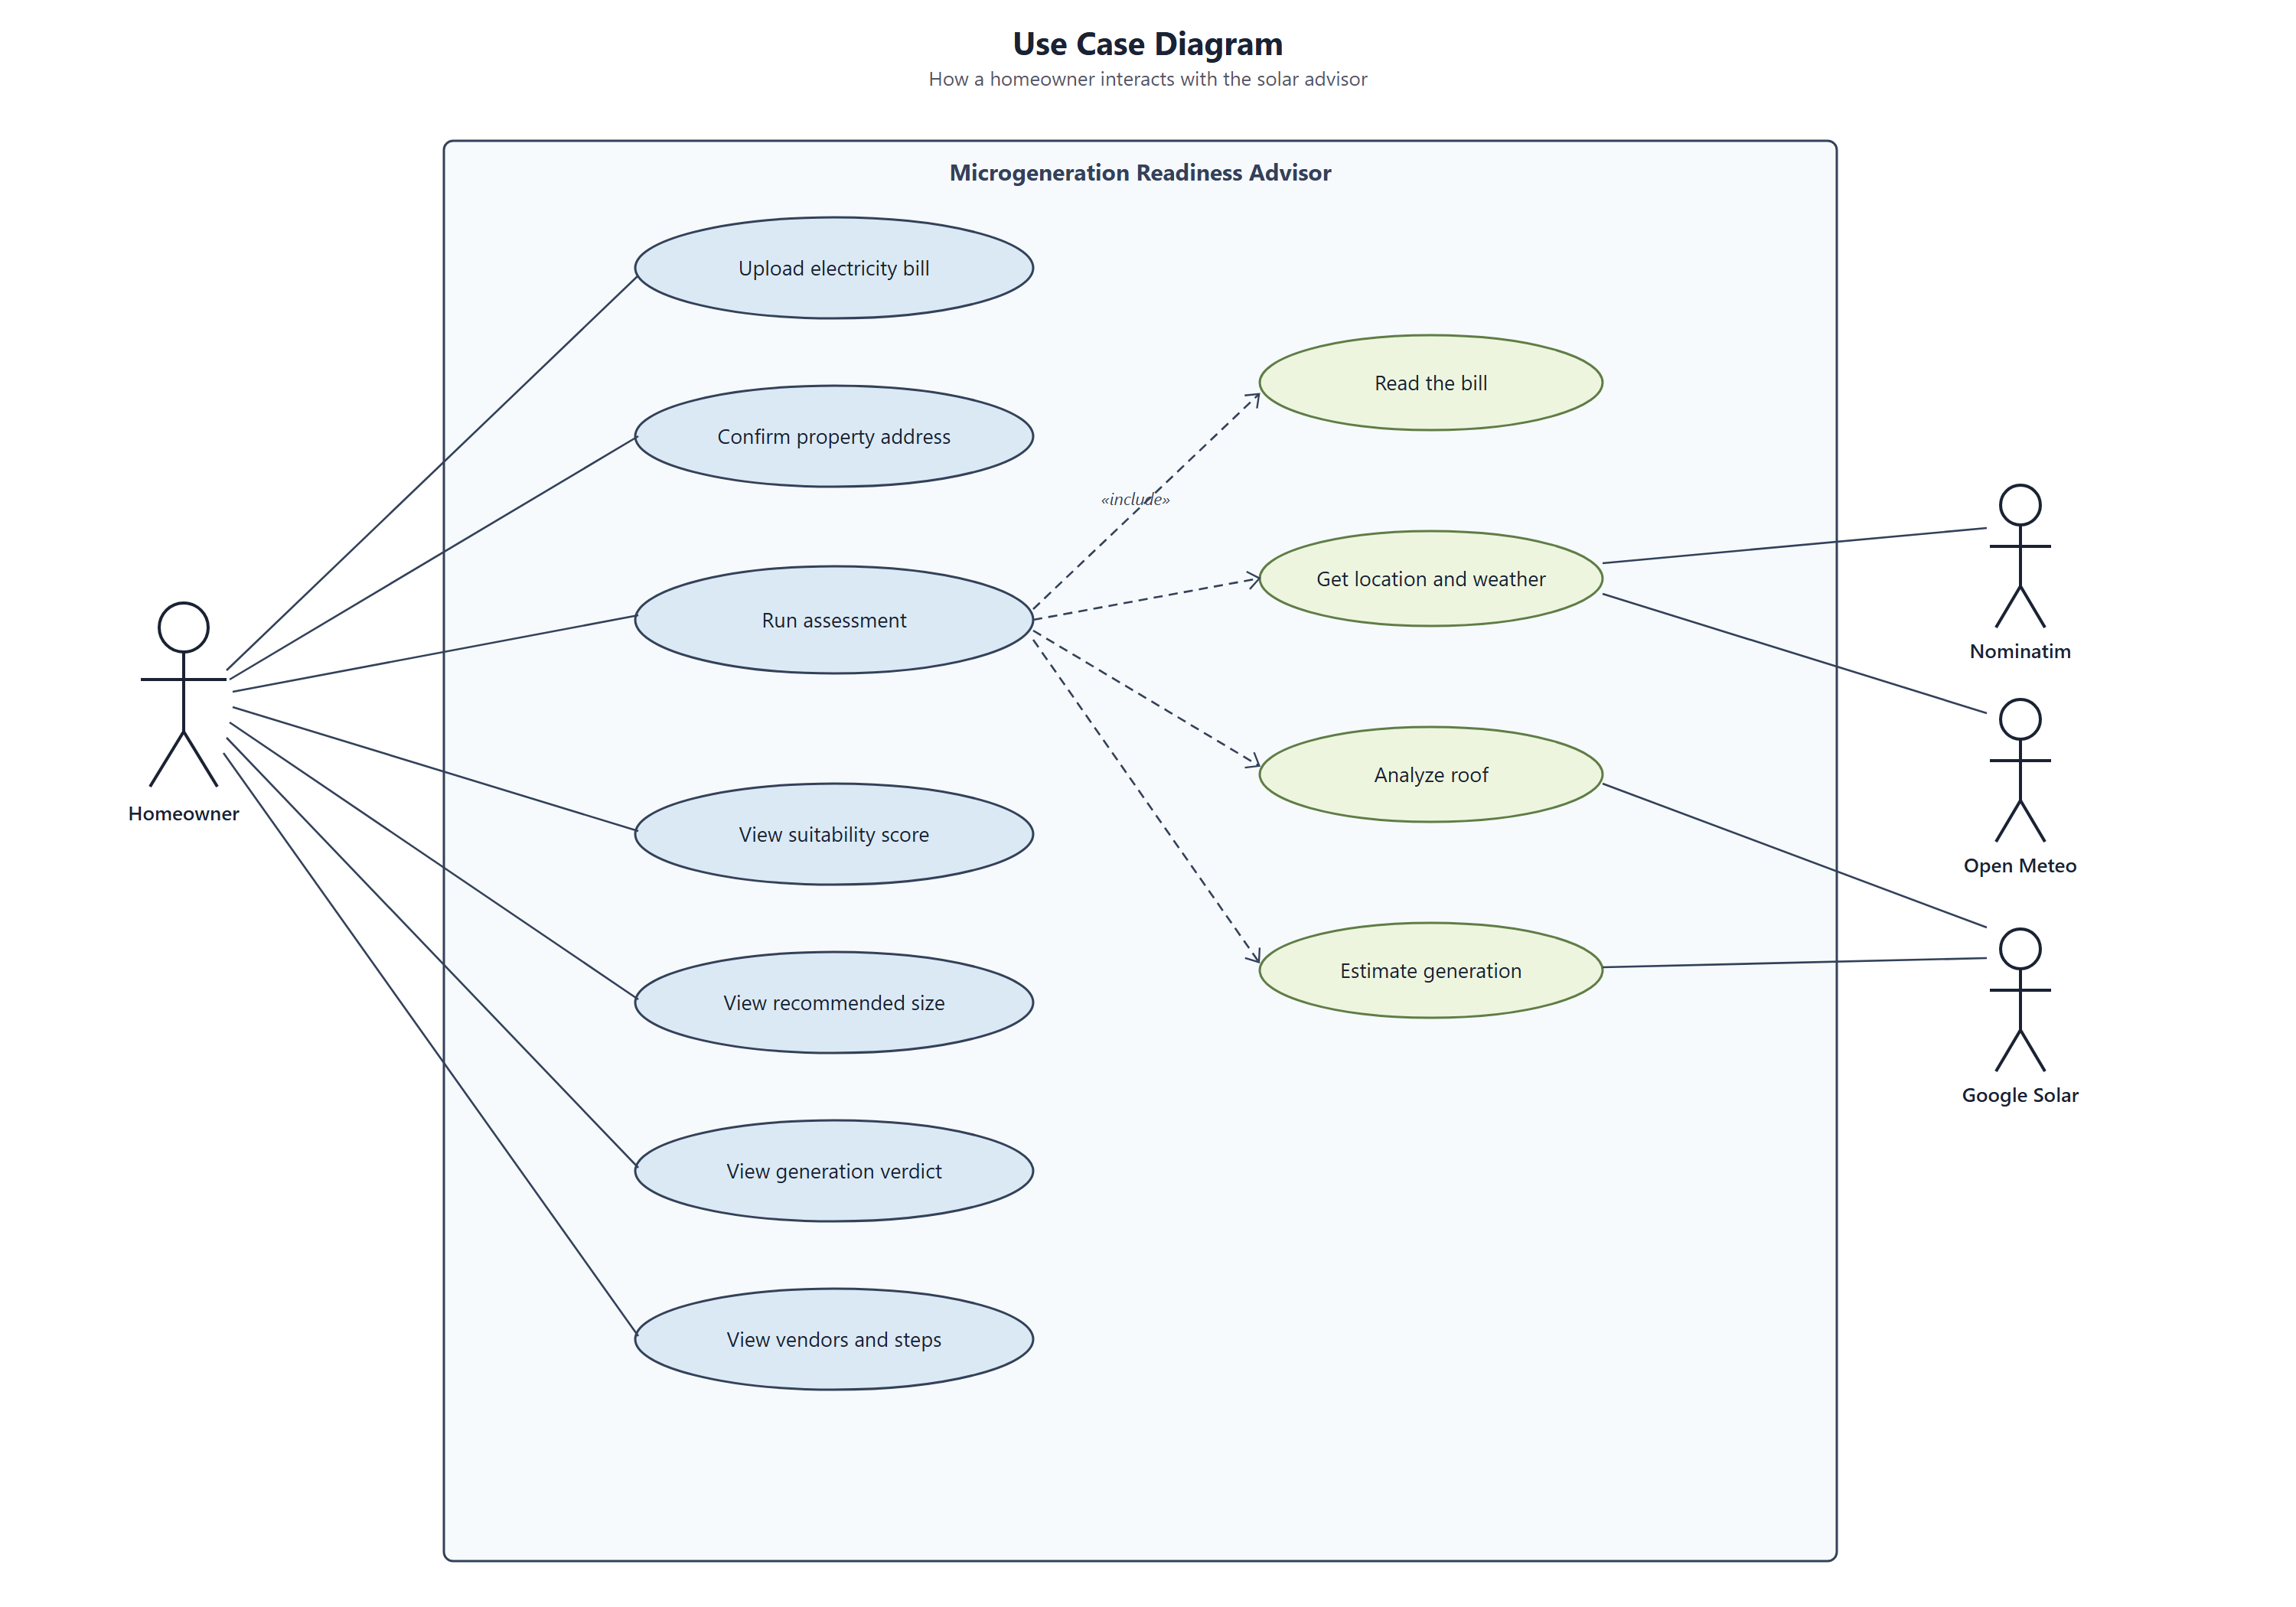 Use Case Diagram
How a homeowner interacts with the solar advisor
Microgeneration Readiness Advisor
Upload electricity bill
Read the bill
Confirm property address
«include»
Get location and weather
Run assessment
Nominatim
Analyze roof
Homeowner
View suitability score
Open Meteo
Estimate generation
View recommended size
Google Solar
View generation verdict
View vendors and steps